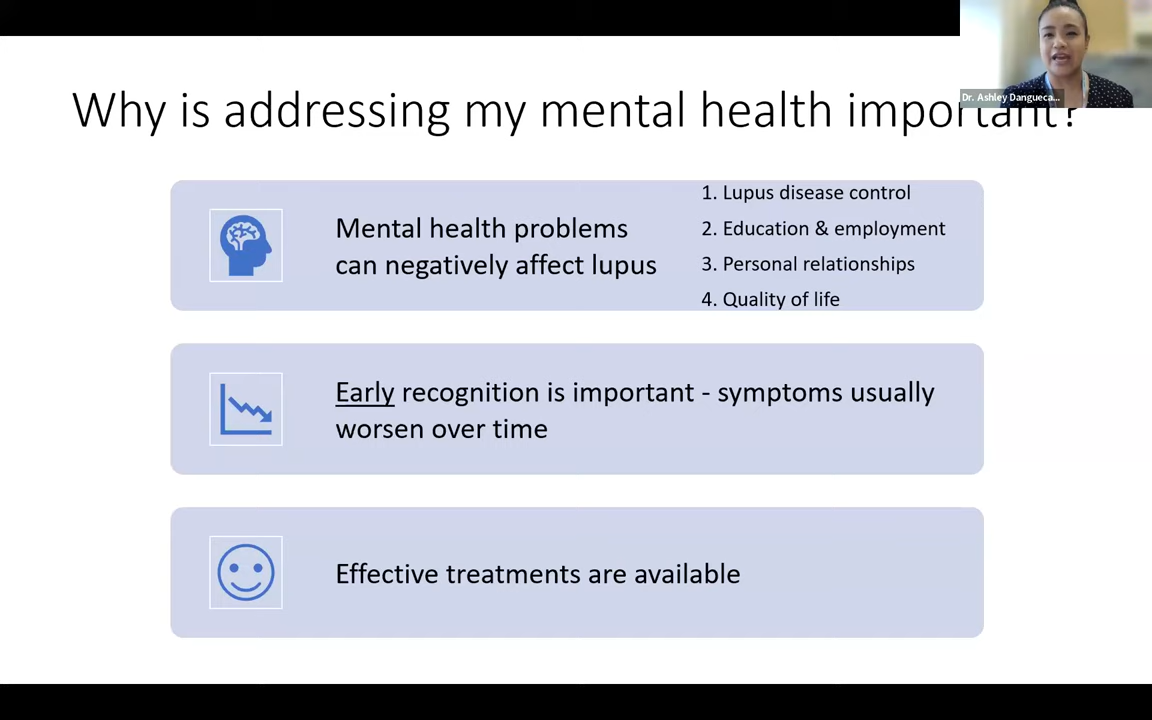 Dr. Ashley Dangueca...
Why is addressing my mental health important?
Mental health problems
can negatively affect lupus
1. Lupus disease control
2. Education & employment
3. Personal relationships
4. Quality of life
Early recognition is important - symptoms usually
worsen over time
Effective treatments are available